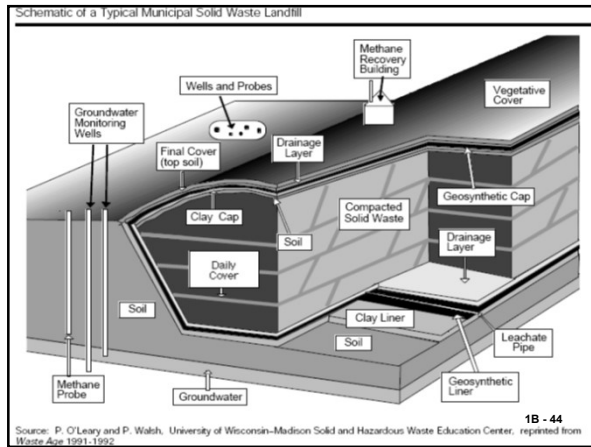 Schematic of a Typical Municipal Solid Waste Landfill
Methane
Recovery
Building
Wells and Probes
Vegetative
Cover
Groundwater
Monitoring
Wells
Final Cover
(top soil)
Drainage
Layer
Clay Cap
Soil
Compacted
Solid Waste
Geosynthetic Cap
Drainage
Layer
Daily
Cover
Soil
Clay Liner
Soil
Leachate
Pipe
Methane
Probe
Groundwater
Geosynthetic
Liner
1B - 44
Source: P. O'Leary and P. Walsh, University of Wisconsin–Madison Solid and Hazardous Waste Education Center, reprinted from
Waste Age 1991-1992